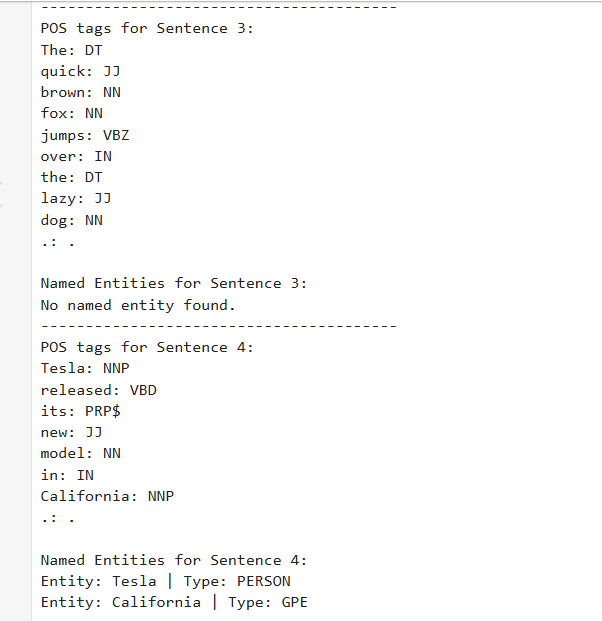 ----------------------------------------
POS tags for Sentence 3:
The: DT
quick: JJ
brown: NN
fox: NN
jumps: VBZ
over: IN
the: DT
lazy: JJ
dog: NN
.: .
Named Entities for Sentence 3:
No named entity found.
----------------------------------------
POS tags for Sentence 4:
Tesla: NNP
released: VBD
its: PRP$
new: JJ
model: NN
in: IN
California: NNP
.: .
Named Entities for Sentence 4:
Entity: Tesla | Type: PERSON
Entity: California | Type: GPE